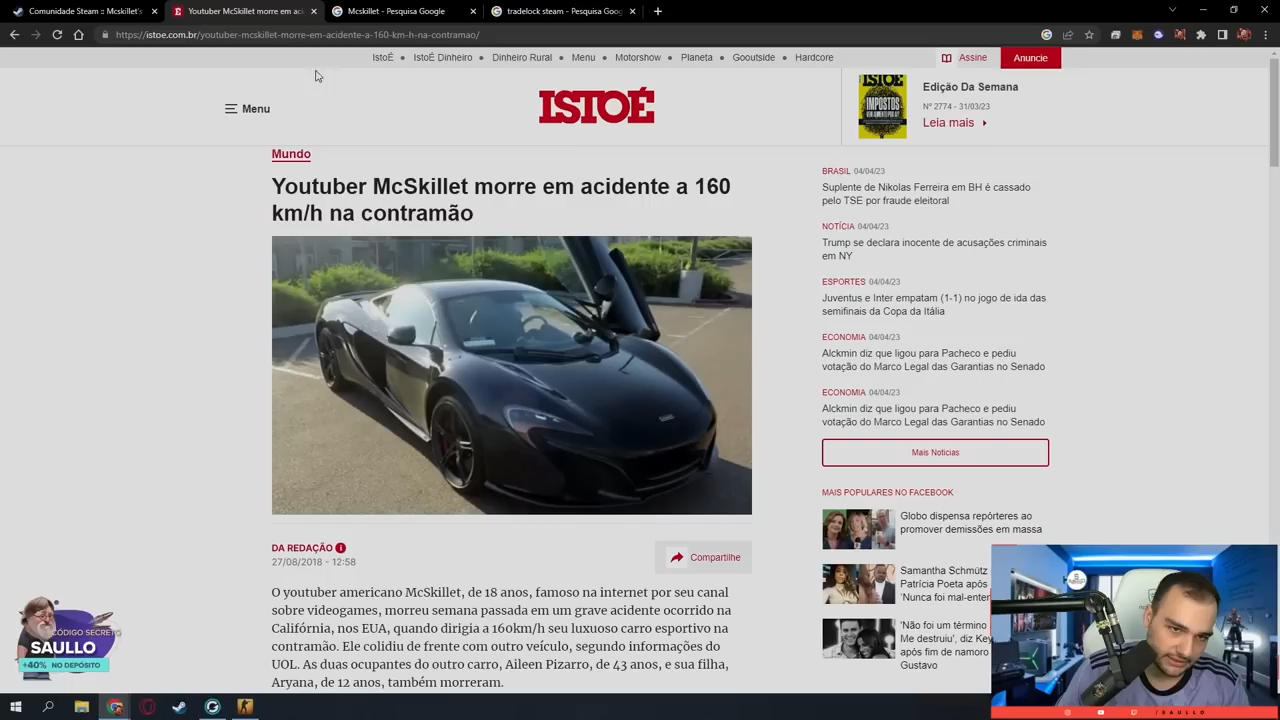 Comunidade Steam :: Mcskillet's
Youtuber McSkillet morre em aci
Mcskillet - Pesquisa Google
tradelock Steam - Pesquisa Goo
https://istoe.com.br/youtuber-mcskillet-morre-em-acidente-a-160-km-h-na-contramao/
IstoÉ
IstoÉ Dinheiro
Dinheiro Rural
Menu
Motorshow
Planeta
Gooutside
Hardcore
Assine
Anuncie
Menu
ISTOÉ
ISTOÉ
IMPOSTOS
Edição Da Semana
Nº 2774 - 31/03/23
Leia mais
Mundo
Youtuber McSkillet morre em acidente a 160
km/h na contramão
DA REDAÇÃO
27/08/2018 - 12:58
Compartilhe
O youtuber americano McSkillet, de 18 anos, famoso na internet por seu canal
sobre videogames, morreu semana passada em um grave acidente ocorrido na
Califórnia, nos EUA, quando dirigia a 160km/h seu luxuoso carro esportivo na
contramão. Ele colidiu de frente com outro veículo, segundo informações do
UOL. As duas ocupantes do outro carro, Aileen Pizarro, de 43 anos, e sua filha,
Aryana, de 12 anos, também morreram.
BRASIL 04/04/23
Suplente de Nikolas Ferreira em BH é cassado
pelo TSE por fraude eleitoral
NOTÍCIA 04/04/23
Trump se declara inocente de acusações criminais
em NY
ESPORTES 04/04/23
Juventus e Inter empatam (1-1) no jogo de ida das
semifinais da Copa da Itália
ECONOMIA 04/04/23
Alckmin diz que ligou para Pacheco e pediu
votação do Marco Legal das Garantias no Senado
ECONOMIA 04/04/23
Alckmin diz que ligou para Pacheco e pediu
votação do Marco Legal das Garantias no Senado
Mais Noticias
MAIS POPULARES NO FACEBOOK
Globo dispensa repórteres ao
promover demissões em massa
Samantha Schmütz
Patrícia Poeta após
'Nunca foi mal-enten
'Não foi um término
Me destruiu', diz Key
após fim de namoro
Gustavo
CÓDIGO SECRETO
SAULLO
+40% NO DEPÓSITO
/SAULLO